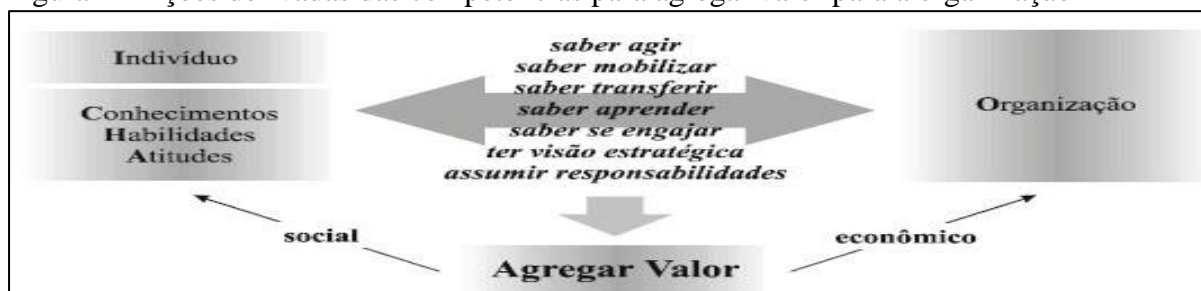 Indivíduo
Conhecimentos
Habilidades
Atitudes
saber agir
saber mobilizar
saber transferir
saber aprender
saber se engajar
ter visão estratégica
assumir responsabilidades
Organização
social
econômico
Agregar Valor